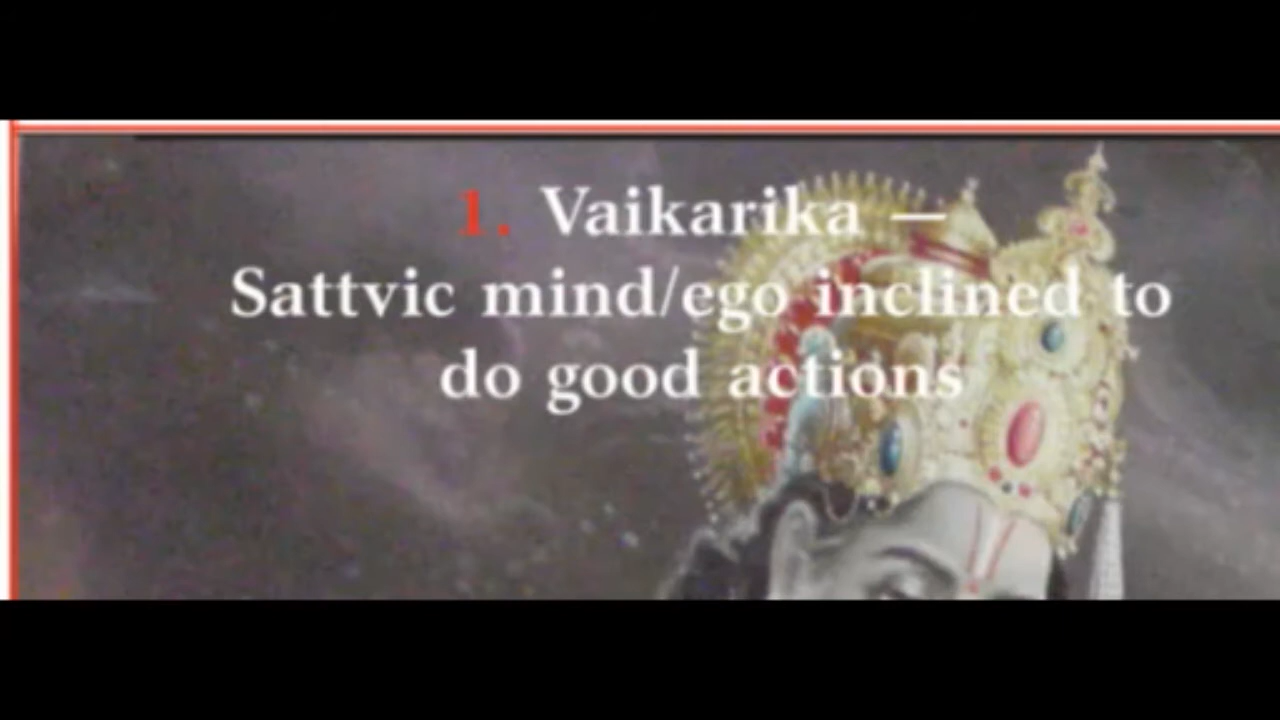 1. Vaikarika —
Sattvic mind/ego inclined to
do good actions